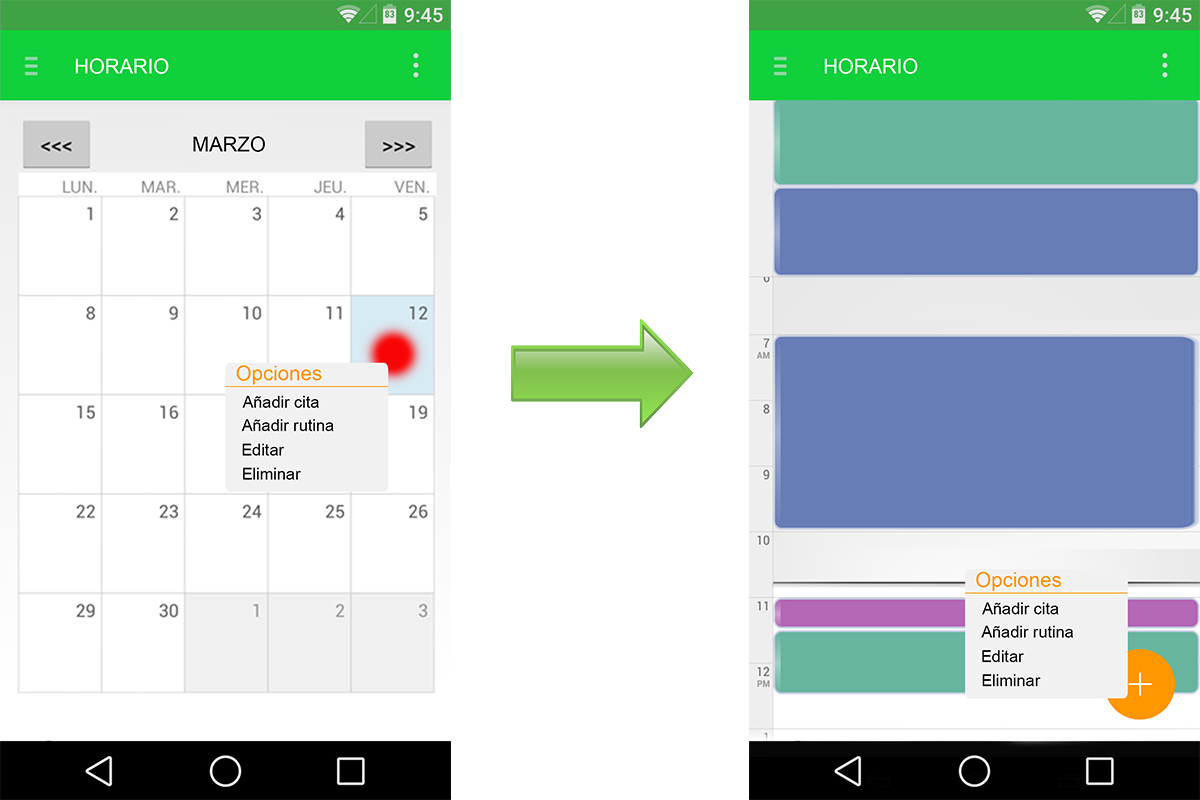 83 9:45
HORARIO
<<< MARZO >>>
LUN. MAR. MER. JEU. VEN.
1 2 3 4 5
8 9 10 11 12
Opciones
Añadir cita
Añadir rutina
Editar
Eliminar
15 16 19
22 23 24 25 26
29 30 1 2 3
83 9:45
HORARIO
7
AM
8
9
10
Opciones
11
Añadir cita
Añadir rutina
Editar
12
PM
Eliminar
1